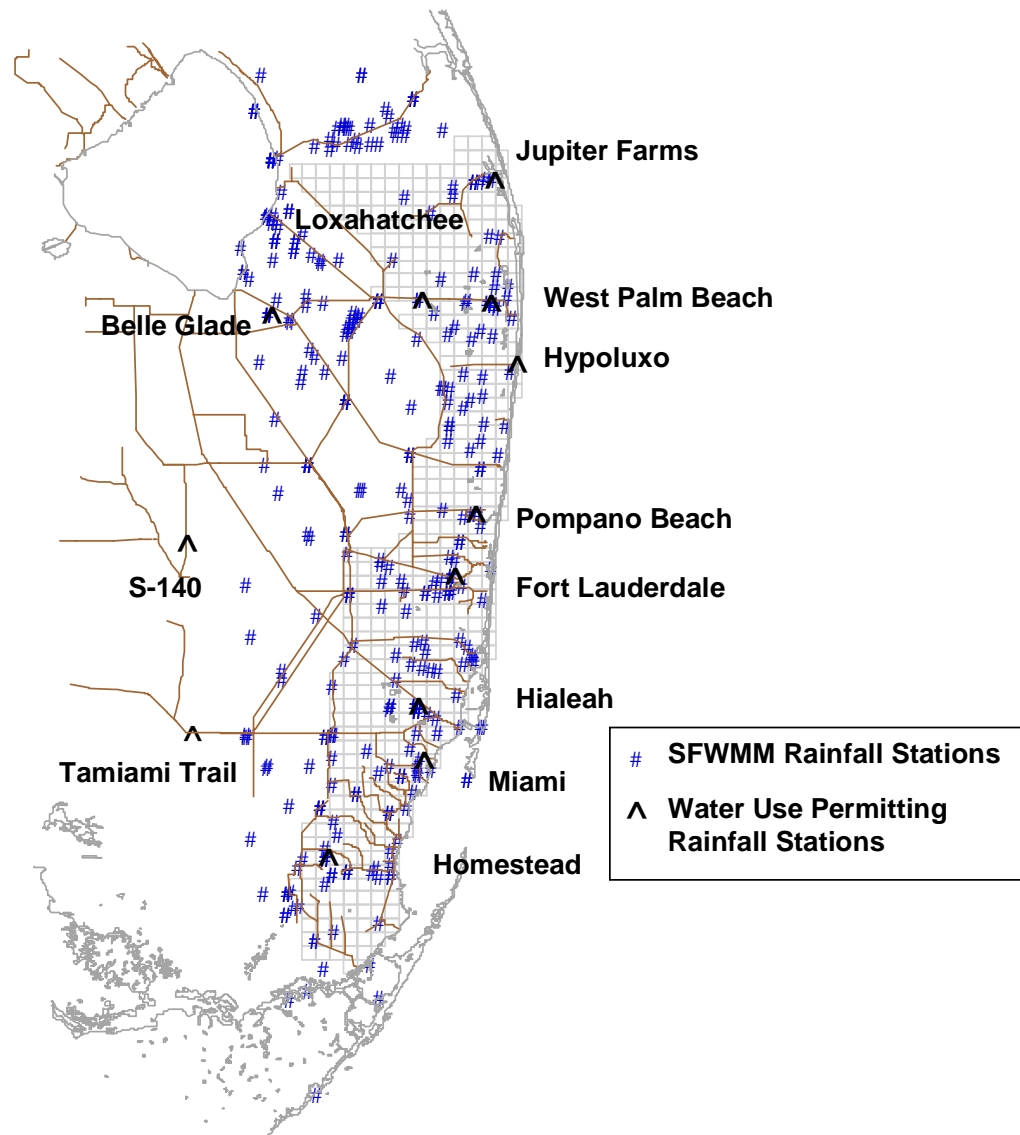 Jupiter Farms
Loxahatchee
West Palm Beach
Belle Glade
Hypoluxo
Pompano Beach
S-140
Fort Lauderdale
Hialeah
# SFWMM Rainfall Stations
Tamiami Trail
Miami
^ Water Use Permitting
Rainfall Stations
Homestead